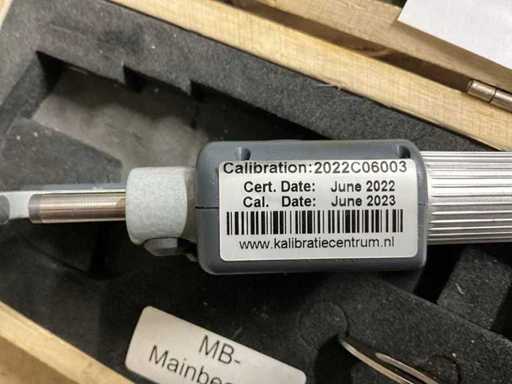 Calibration:2022C06003
Cert. Date: June 2022
Cal. Date: June 2023
www.kalibratiecentrum.nl
MB-